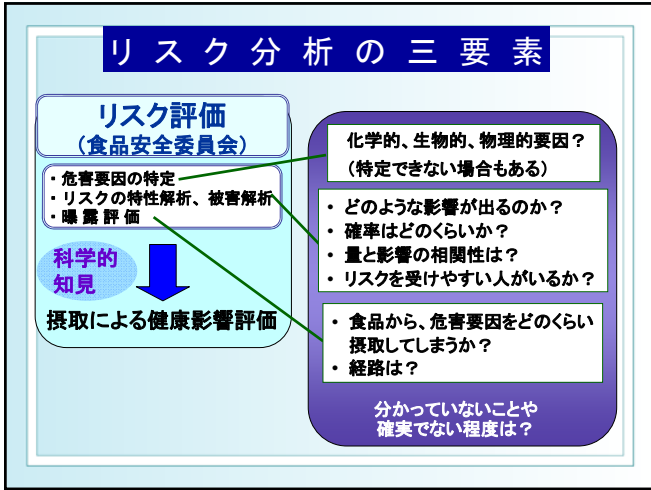 リスク分析の三要素
リスク評価
（食品安全委員会）
・危害要因の特定
・リスクの特性解析、被害解析
・曝露評価
科学的
知見
摂取による健康影響評価
化学的、生物的、物理的要因？
（特定できない場合もある）
・ どのような影響が出るのか？
・ 確率はどのくらいか？
・ 量と影響の相関性は？
・ リスクを受けやすい人がいるか？
・ 食品から、危害要因をどのくらい
摂取してしまうか？
・ 経路は？
分かっていないことや
確実でない程度は？